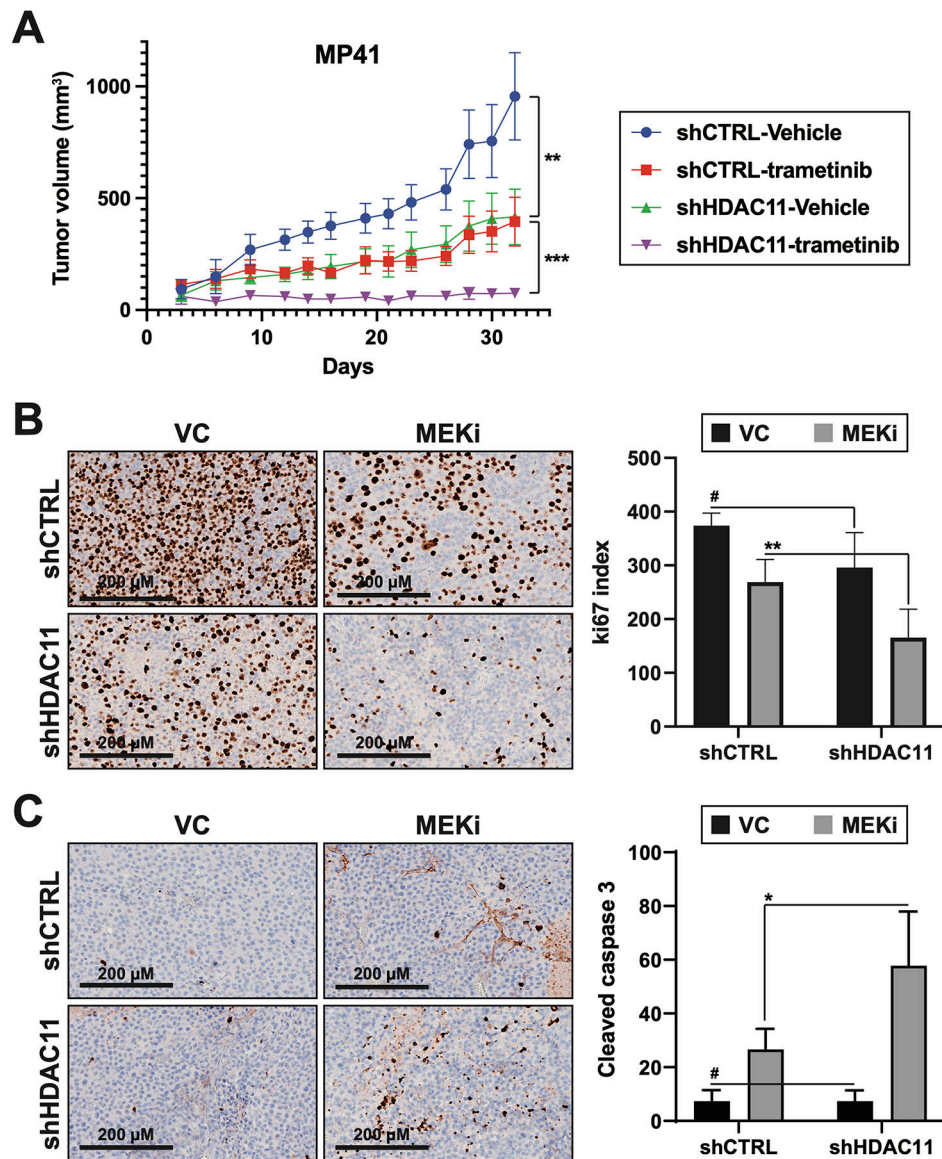 A
MP41
Tumor volume (mm³)
1000
500
0
0 10 20 30
Days
**
***
shCTRL-Vehicle
shCTRL-trametinib
shHDAC11-Vehicle
shHDAC11-trametinib
B
VC MEKi
shCTRL
200 µM 200 µM
shHDAC11
200 µM 200 µM
VC MEKi
ki67 index
500
400
300
200
100
0
#
**
shCTRL shHDAC11
C
VC MEKi
shCTRL
200 µM 200 µM
shHDAC11
200 µM 200 µM
VC MEKi
Cleaved caspase 3
100
80
60
40
20
0
*
#
shCTRL shHDAC11